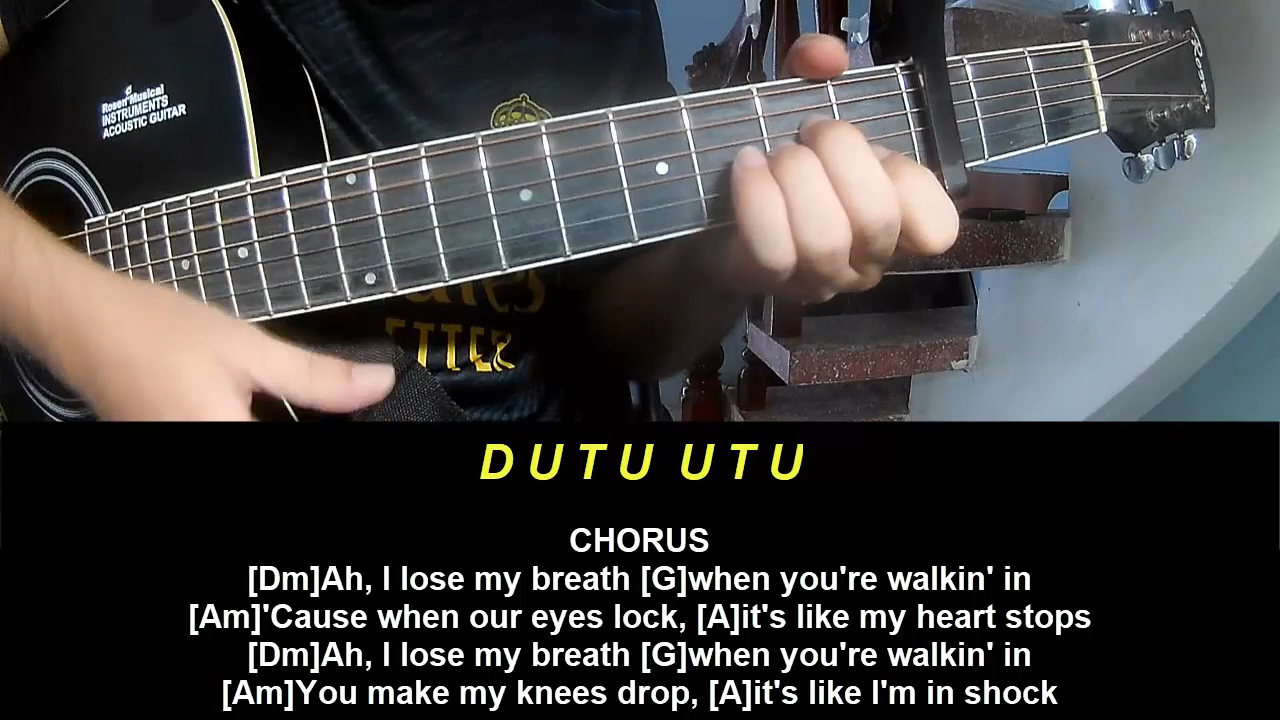 Rosen Musical
INSTRUMENTS
ACOUSTIC GUITAR
Rosen
D U T U  U T U
CHORUS
[Dm]Ah, I lose my breath [G]when you're walkin' in
[Am]'Cause when our eyes lock, [A]it's like my heart stops
[Dm]Ah, I lose my breath [G]when you're walkin' in
[Am]You make my knees drop, [A]it's like I'm in shock